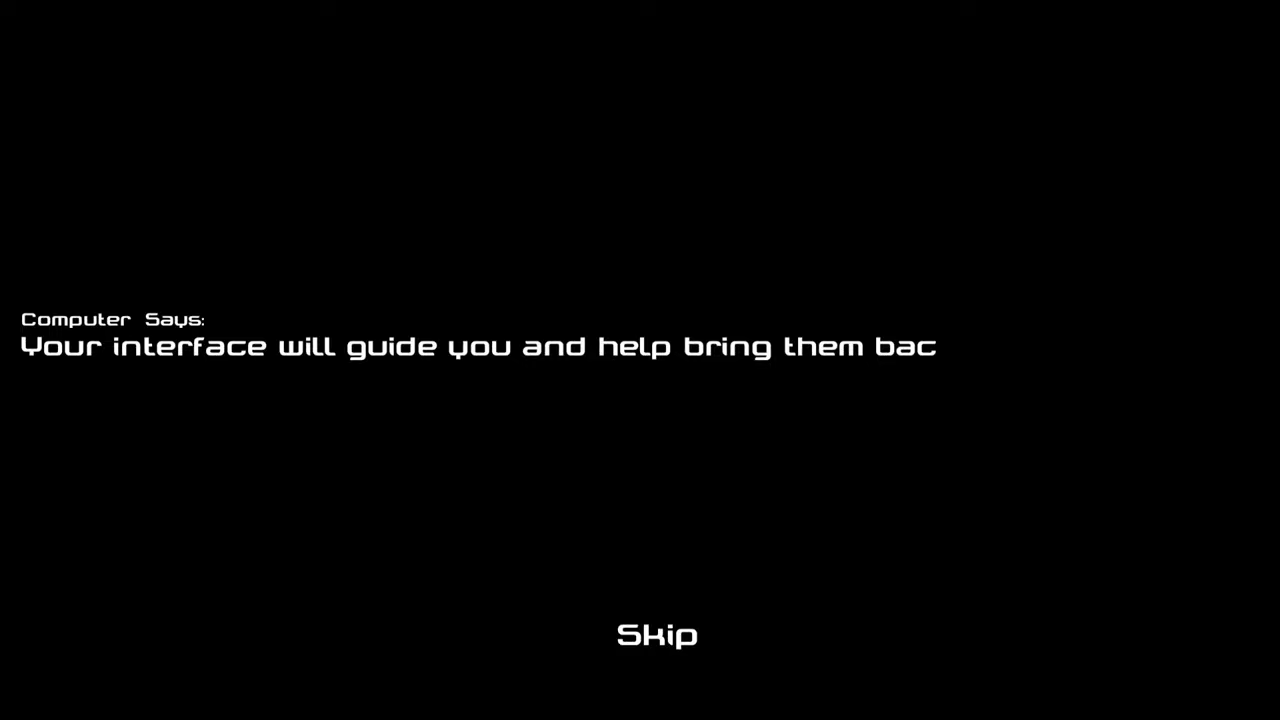 Computer Says:
Your interface will guide you and help bring them bac
Skip